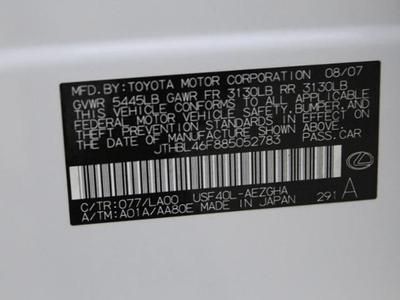 MFD.BY:TOYOTA MOTOR CORPORATION 08/07
GVWR 5445LB GAWR FR 3130LB RR 3130LB
THIS VEHICLE CONFORMS TO ALL APPLICABLE
FEDERAL MOTOR VEHICLE SAFETY, BUMPER, AND
THEFT PREVENTION STANDARDS IN EFFECT ON
THE DATE OF MANUFACTURE SHOWN ABOVE.
JTHBL46F885052783 PASS.CAR
C/TR:077/LA00 USF40L-AEZGHA
A/TM:A01A/AA80E MADE IN JAPAN 291 A